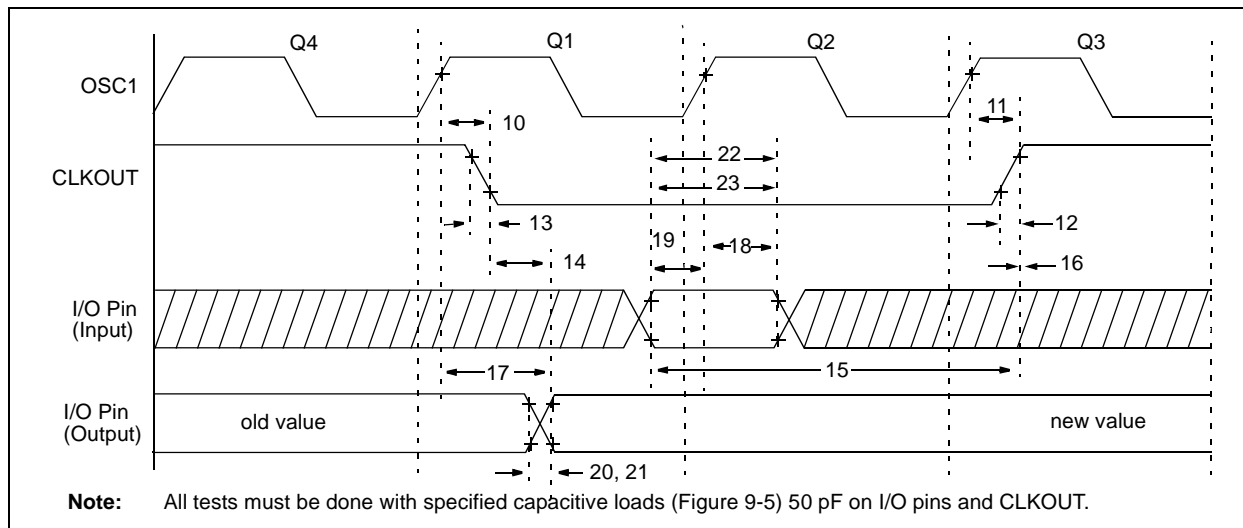 Q4 Q1 Q2 Q3
OSC1
11
10
22
CLKOUT
23
13
12
19
18
14
16
I/O Pin
(Input)
17
15
I/O Pin
(Output)
old value
new value
20, 21
Note: All tests must be done with specified capacitive loads (Figure 9-5) 50 pF on I/O pins and CLKOUT.